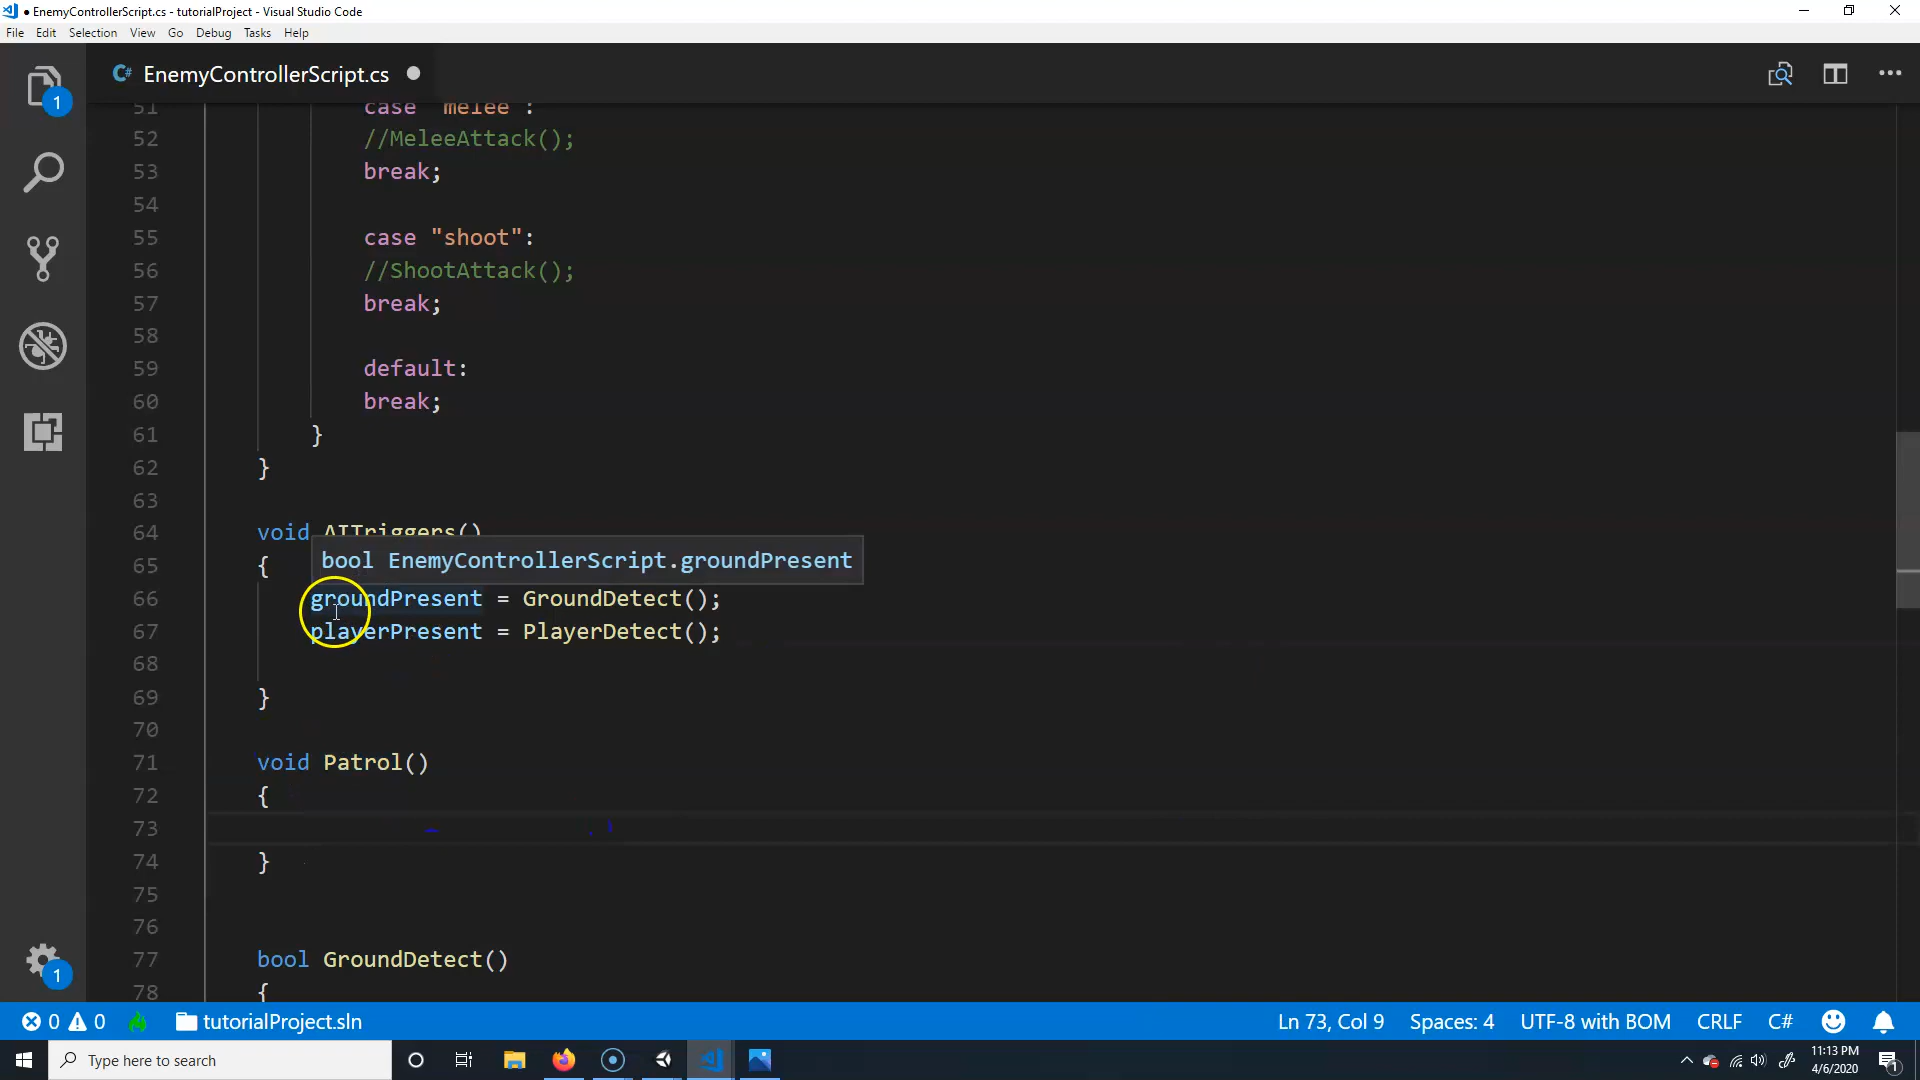 ● EnemyControllerScript.cs - tutorialProject - Visual Studio Code
File Edit Selection View Go Debug Tasks Help
C# EnemyControllerScript.cs
51 case "melee":
52 //MeleeAttack();
53 break;
54
55 case "shoot":
56 //ShootAttack();
57 break;
58
59 default:
60 break;
61 }
62 }
63
64 void AITriggers()
bool EnemyControllerScript.groundPresent
65 {
66 groundPresent = GroundDetect();
67 playerPresent = PlayerDetect();
68
69 }
70
71 void Patrol()
72 {
73
74 }
75
76
77 bool GroundDetect()
78 {
1
1
0 0 tutorialProject.sln Ln 73, Col 9 Spaces: 4 UTF-8 with BOM CRLF C#
Type here to search
11:13 PM
4/6/2020
1